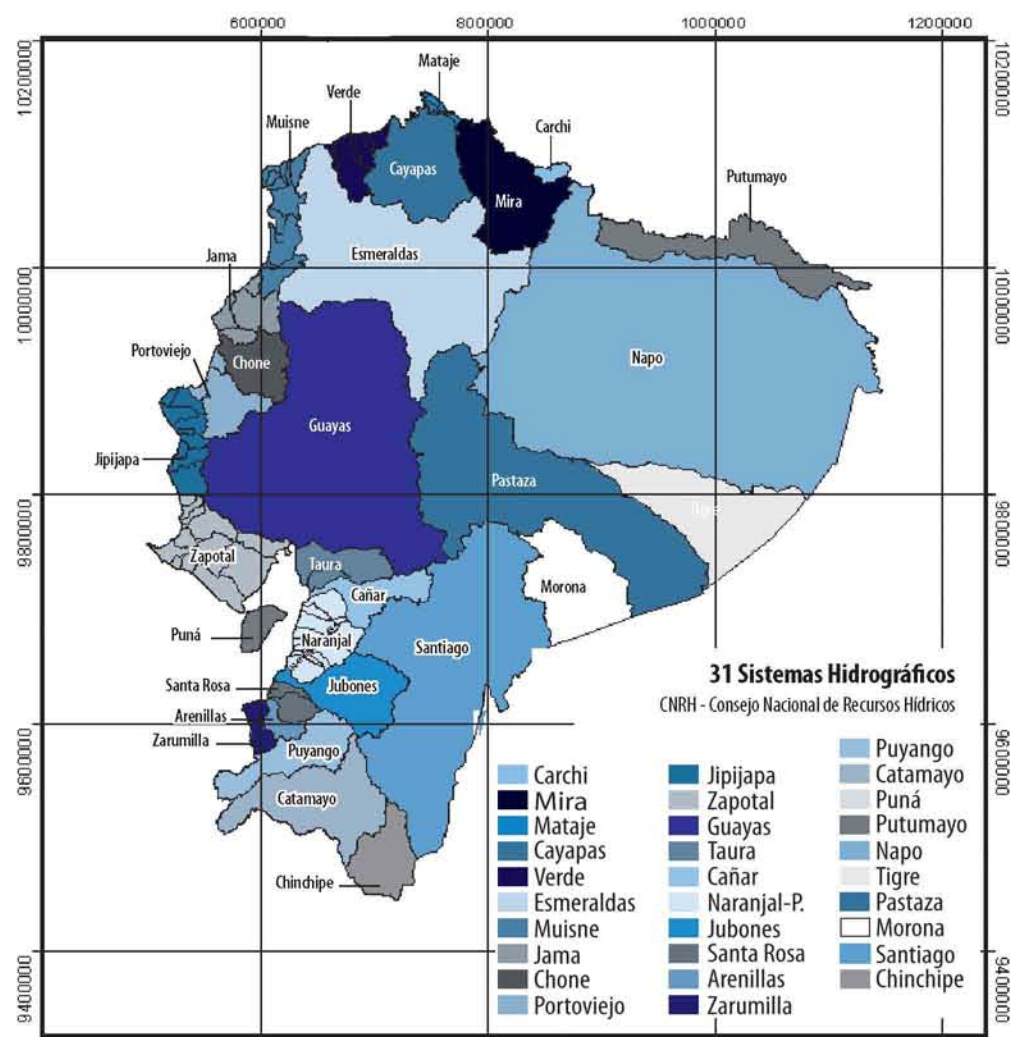 600000 800000 1000000 1200000
10200000 10200000
Mataje
Verde
Muisne
Carchi
Cayapas
Putumayo
Mira
Esmeraldas
Jama
10000000 10000000
Portoviejo
Chone
Napo
Guayas
Jipijapa
Pastaza
Tigre
9800000 9800000
Zapotal
Taura
Cañar
Morona
Puná
Naranjal
Santiago
Santa Rosa
Jubones
Arenillas
Zarumilla
Puyango
Catamayo
Chinchipe
31 Sistemas Hidrográficos
CNRH - Consejo Nacional de Recursos Hídricos
9600000 9600000
Carchi
Mira
Mataje
Cayapas
Verde
Esmeraldas
Muisne
Jama
Chone
Portoviejo
Jipijapa
Zapotal
Guayas
Taura
Cañar
Naranjal-P.
Jubones
Santa Rosa
Arenillas
Zarumilla
Puyango
Catamayo
Puná
Putumayo
Napo
Tigre
Pastaza
Morona
Santiago
Chinchipe
9400000 9400000